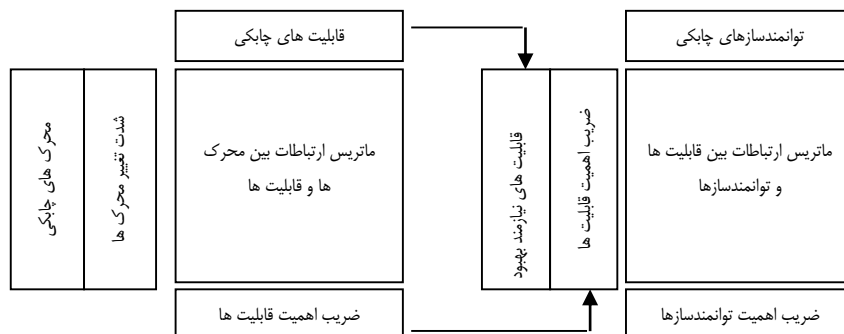 قابلیت های چابکی
توانمندسازهای چابکی
محرک های چابکی
شدت تغییر محرک ها
ماتریس ارتباطات بین محرک
ها و قابلیت ها
قابلیت های نیازمند بهبود
ضریب اهمیت قابلیت ها
ماتریس ارتباطات بین قابلیت ها
و توانمندسازها
ضریب اهمیت قابلیت ها
ضریب اهمیت توانمندسازها